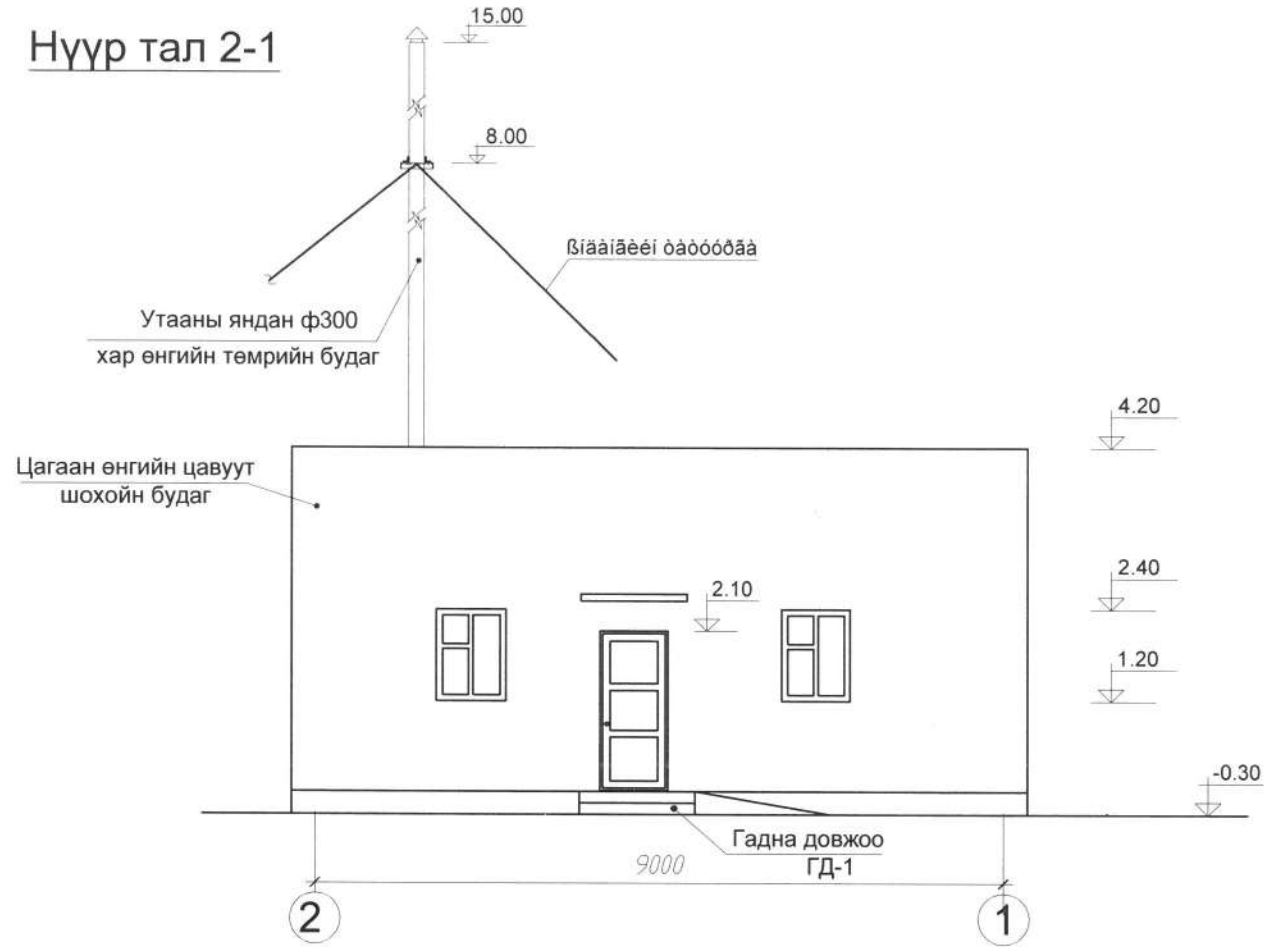 Нүүр тал 2-1
15.00
8.00
ßíäàíãèéí òàòóóðãà
Утааны яндан ф300
хар өнгийн төмрийн будаг
4.20
Цагаан өнгийн цавуут
шохойн будаг
2.40
2.10
1.20
-0.30
Гадна довжоо
ГД-1
9000
2
1